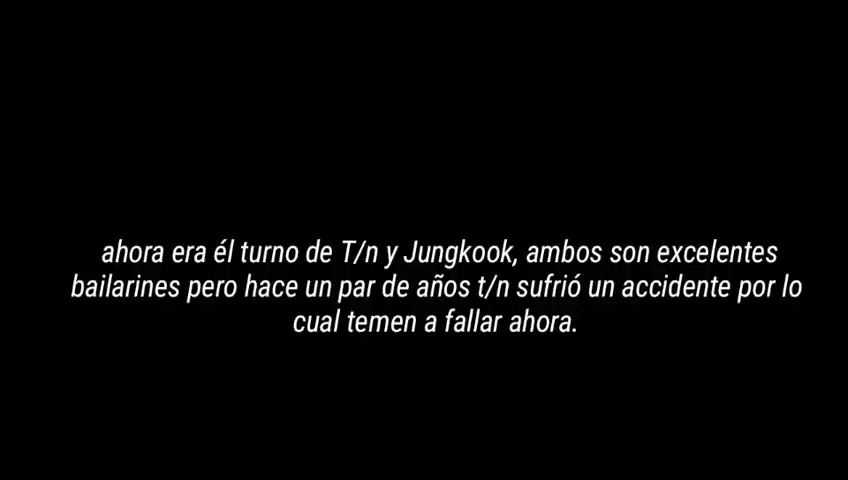 ahora era él turno de T/n y Jungkook, ambos son excelentes
bailarines pero hace un par de años t/n sufrió un accidente por lo
cual temen a fallar ahora.